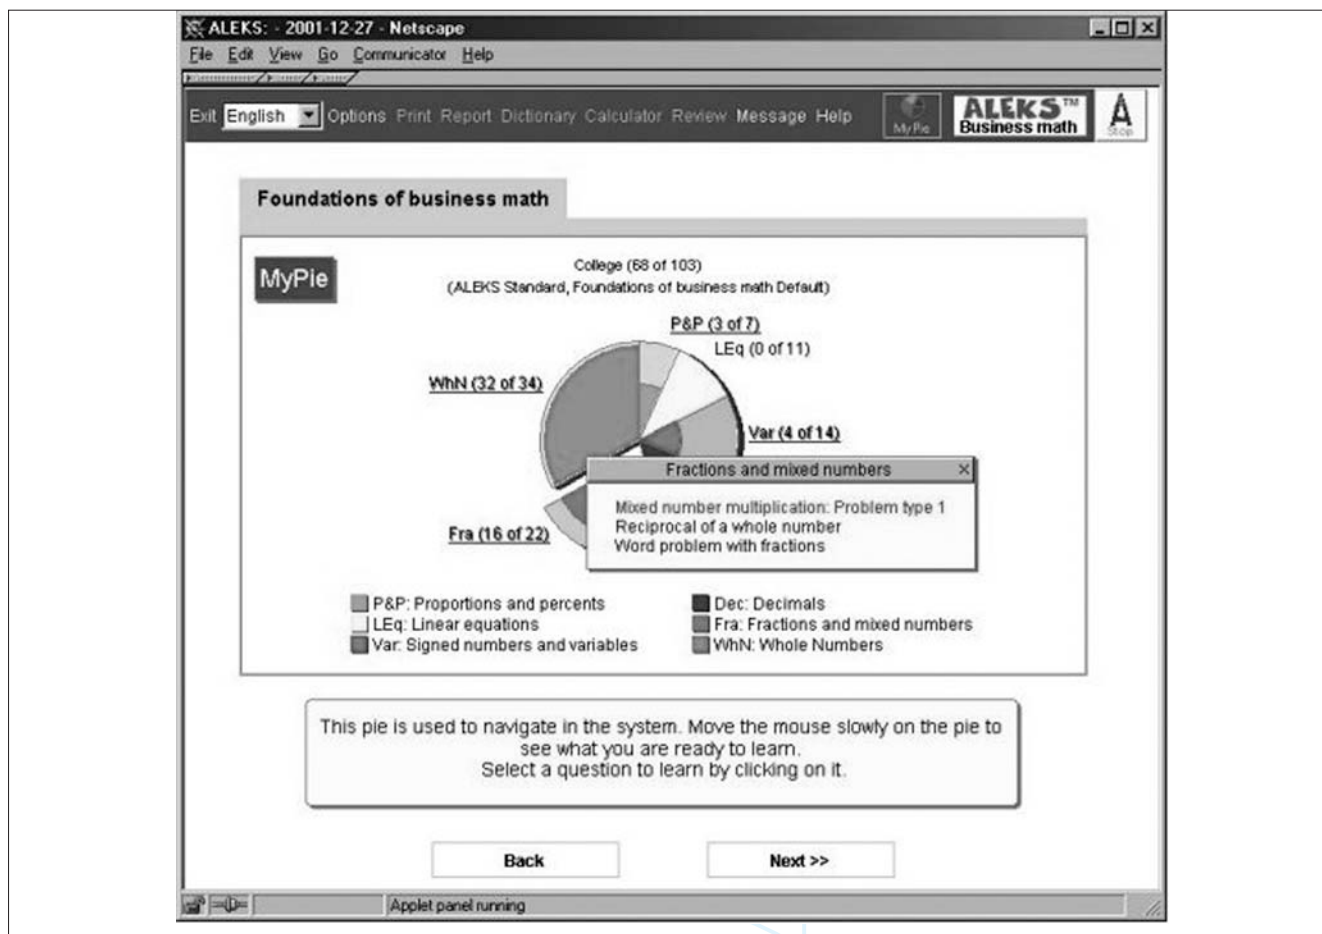 ALEKS: - 2001-12-27 - Netscape
File Edit View Go Communicator Help
Exit English Options Print Report Dictionary Calculator Review Message Help
MyPie
ALEKS™
Business math
A
Stop
Foundations of business math
MyPie
College (68 of 103)
(ALEKS Standard, Foundations of business math Default)
P&P (3 of 7)
LEq (0 of 11)
WhN (32 of 34)
Var (4 of 14)
Fractions and mixed numbers
Mixed number multiplication: Problem type 1
Reciprocal of a whole number
Word problem with fractions
Fra (16 of 22)
P&P: Proportions and percents
LEq: Linear equations
Var: Signed numbers and variables
Dec: Decimals
Fra: Fractions and mixed numbers
WhN: Whole Numbers
This pie is used to navigate in the system. Move the mouse slowly on the pie to
see what you are ready to learn.
Select a question to learn by clicking on it.
Back
Next >>
Applet panel running